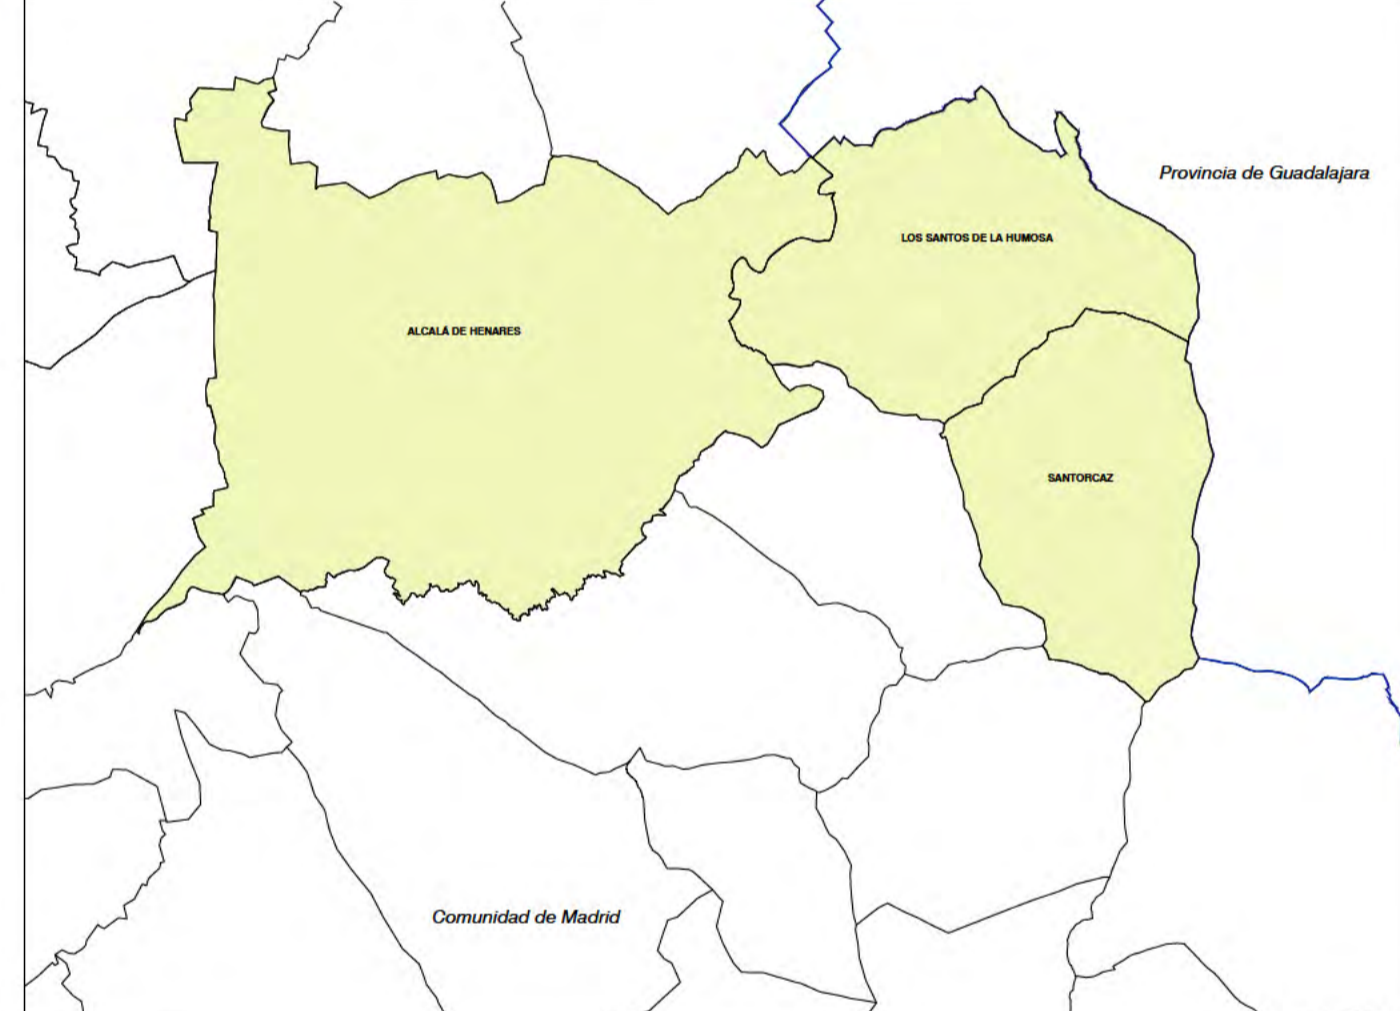 Provincia de Guadalajara
LOS SANTOS DE LA HUMOSA
ALCALÁ DE HENARES
SANTORCAZ
Comunidad de Madrid